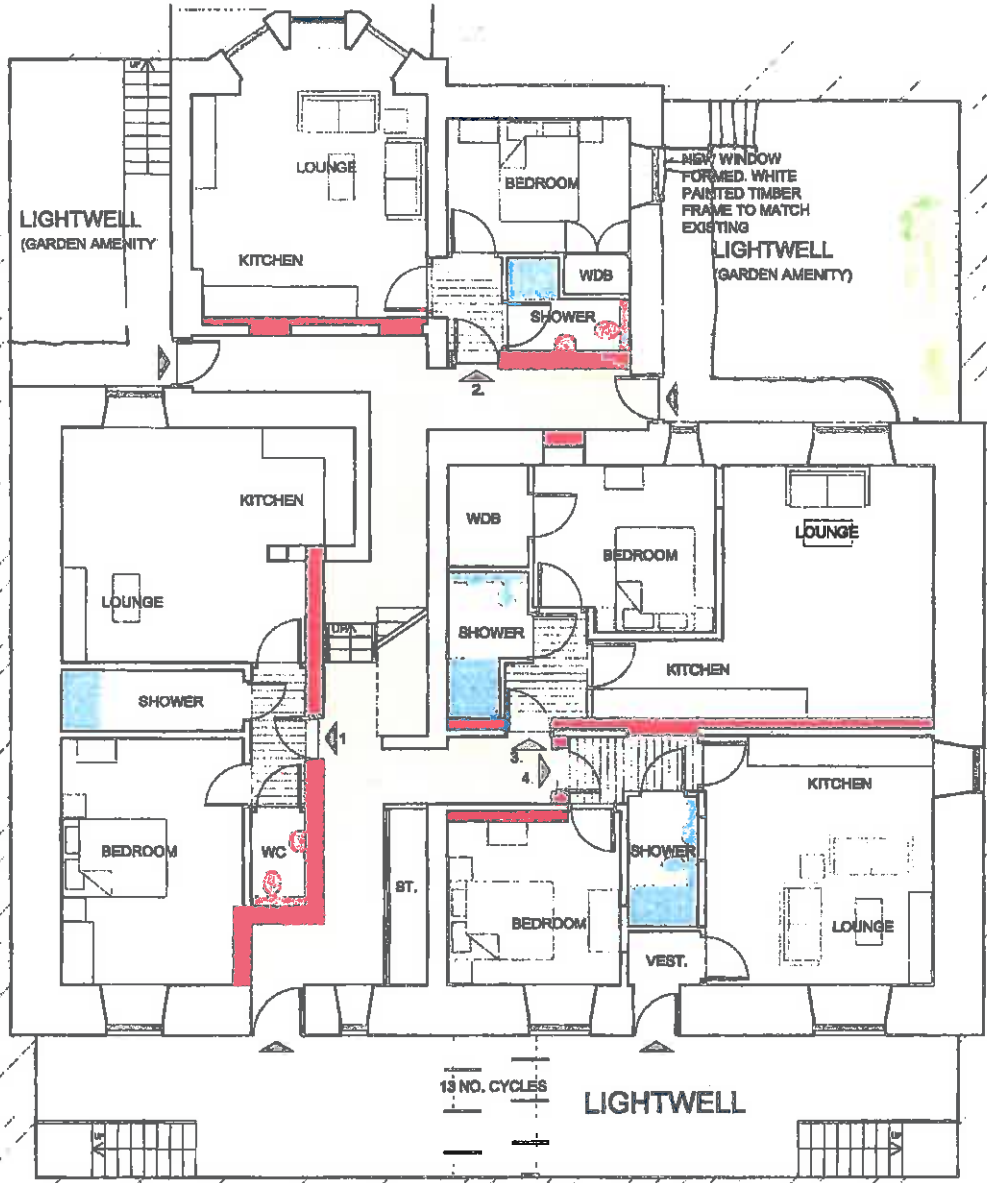 UP
LOUNGE
BEDROOM
NEW WINDOW
FORMED. WHITE
PAINTED TIMBER
FRAME TO MATCH
EXISTING
LIGHTWELL
(GARDEN AMENITY
LIGHTWELL
(GARDEN AMENITY)
KITCHEN
WDB
SHOWER
2.
KITCHEN
WDB
LOUNGE
BEDROOM
LOUNGE
UP
SHOWER
KITCHEN
SHOWER
1
3.
4.
KITCHEN
BEDROOM
WC
SHOWER
ST.
BEDROOM
LOUNGE
VEST.
13 NO. CYCLES
LIGHTWELL
UP
UP